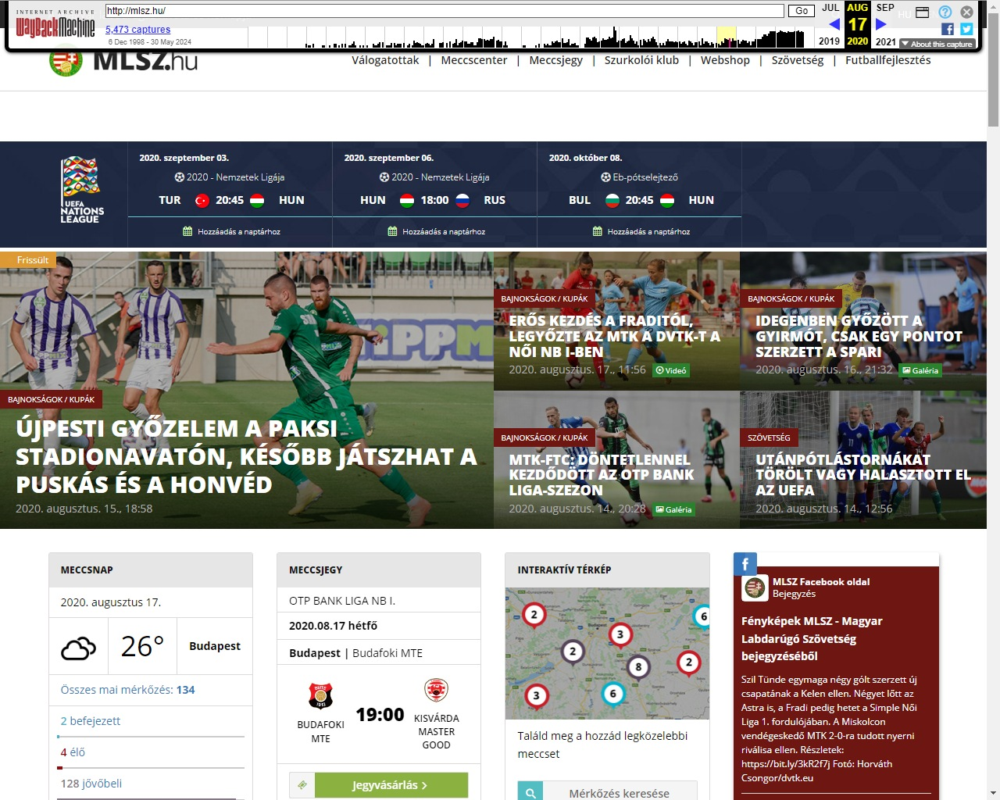 INTERNET ARCHIVE
WayBackMachine
http://mlsz.hu/
Go
5,473 captures
6 Dec 1998 - 30 May 2024
JUL AUG SEP
17
2019 2020 2021
HU
About this capture
MLSZ.hu
Válogatottak | Meccscenter | Meccsjegy | Szurkolói klub | Webshop | Szövetség | Futballfejlesztés
UEFA
NATIONS
LEAGUE
2020. szeptember 03.
2020 - Nemzetek Ligája
TUR 20:45 HUN
Hozzáadás a naptárhoz
2020. szeptember 06.
2020 - Nemzetek Ligája
HUN 18:00 RUS
Hozzáadás a naptárhoz
2020. október 08.
Eb-pótselejtező
BUL 20:45 HUN
Hozzáadás a naptárhoz
Frissült
BAJNOKSÁGOK / KUPÁK
ÚJPESTI GYŐZELEM A PAKSI
STADIONAVATÓN, KÉSŐBB JÁTSZHAT A
PUSKÁS ÉS A HONVÉD
2020. augusztus. 15., 18:58
BAJNOKSÁGOK / KUPÁK
ERŐS KEZDÉS A FRADITÓL,
LEGYŐZTE AZ MTK A DVTK-T A
NŐI NB I-BEN
2020. augusztus. 17., 11:56 Videó
BAJNOKSÁGOK / KUPÁK
IDEGENBEN GYŐZÖTT A
GYIRMÓT, CSAK EGY PONTOT
SZERZETT A SPARI
2020. augusztus. 16., 21:32 Galéria
BAJNOKSÁGOK / KUPÁK
MTK-FTC: DÖNTETLENNEL
KEZDŐDÖTT AZ OTP BANK
LIGA-SZEZON
2020. augusztus. 14., 20:28 Galéria
SZÖVETSÉG
UTÁNPÓTLÁSTORNÁKAT
TÖRÖLT VAGY HALASZTOTT EL
AZ UEFA
2020. augusztus. 14., 12:56
MECCSNAP
2020. augusztus 17.
26° Budapest
Összes mai mérkőzés: 134
2 befejezett
4 élő
128 jövőbeli
MECCSJEGY
OTP BANK LIGA NB I.
2020.08.17 hétfő
Budapest | Budafoki MTE
BUDAFOKI
MTE
19:00
KISVÁRDA
MASTER
GOOD
Jegyvásárlás
INTERAKTÍV TÉRKÉP
2
6
3
2
8
2
3
6
Találd meg a hozzád legközelebbi
meccset
Mérkőzés keresése
MLSZ Facebook oldal
Bejegyzés
Fényképek MLSZ - Magyar
Labdarúgó Szövetség
bejegyzéséből
Szil Tünde egymaga négy gólt szerzett új
csapatának a Kelen ellen. Négyet lőtt az
Astra is, a Fradi pedig hetet a Simple Női
Liga 1. fordulójában. A Miskolcon
vendégeskedő MTK 2-0-ra tudott nyerni
riválisa ellen. Részletek:
https://bit.ly/3kR2f7j Fotó: Horváth
Csongor/dvtk.eu